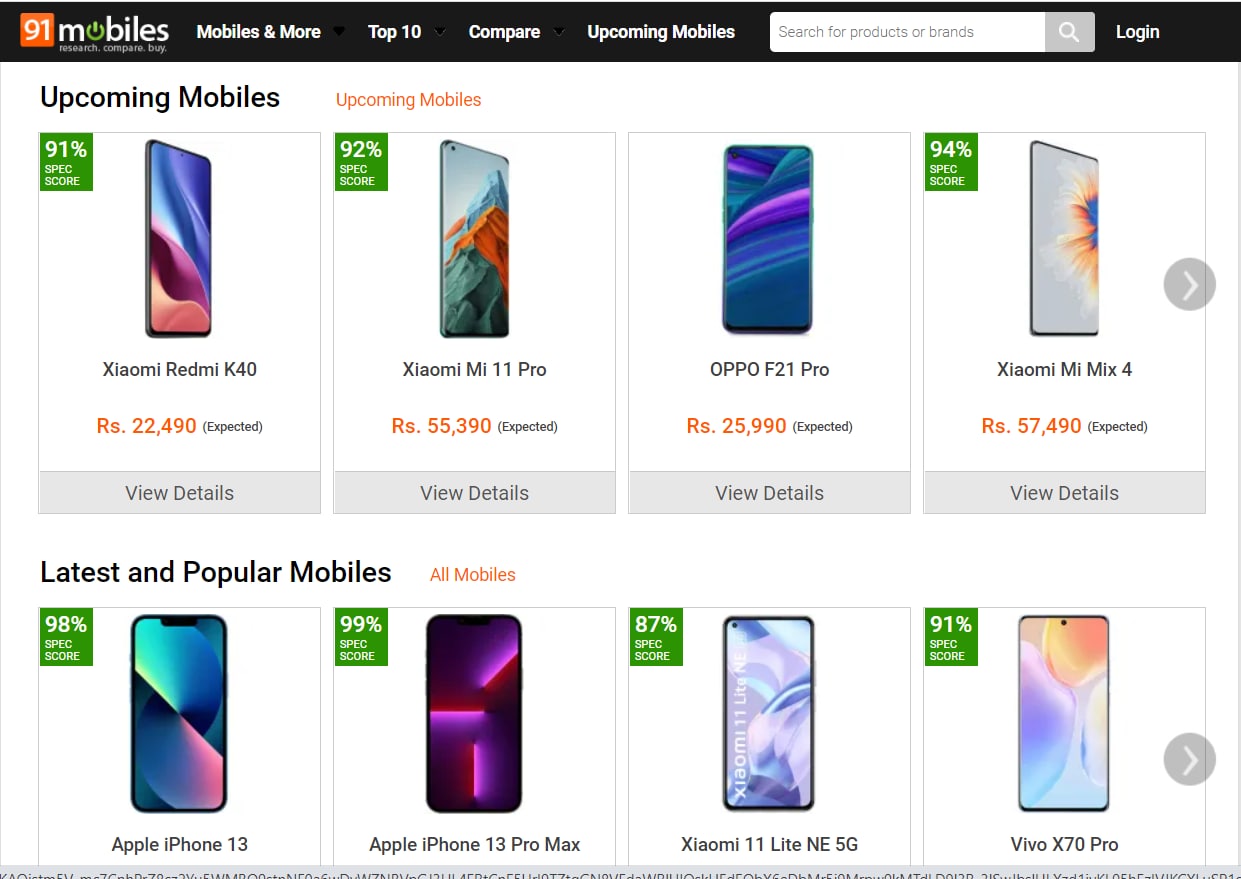 91mobiles Mobiles & More Top 10 Compare Upcoming Mobiles Search for products or brands Login
research. compare. buy.
Upcoming Mobiles Upcoming Mobiles
91% SPEC SCORE
92% SPEC SCORE
94% SPEC SCORE
Xiaomi Redmi K40 Xiaomi Mi 11 Pro OPPO F21 Pro Xiaomi Mi Mix 4
Rs. 22,490 (Expected) Rs. 55,390 (Expected) Rs. 25,990 (Expected) Rs. 57,490 (Expected)
View Details View Details View Details View Details
Latest and Popular Mobiles All Mobiles
98% SPEC SCORE
99% SPEC SCORE
87% SPEC SCORE
91% SPEC SCORE
Xiaomi 11 Lite NE
Apple iPhone 13 Apple iPhone 13 Pro Max Xiaomi 11 Lite NE 5G Vivo X70 Pro